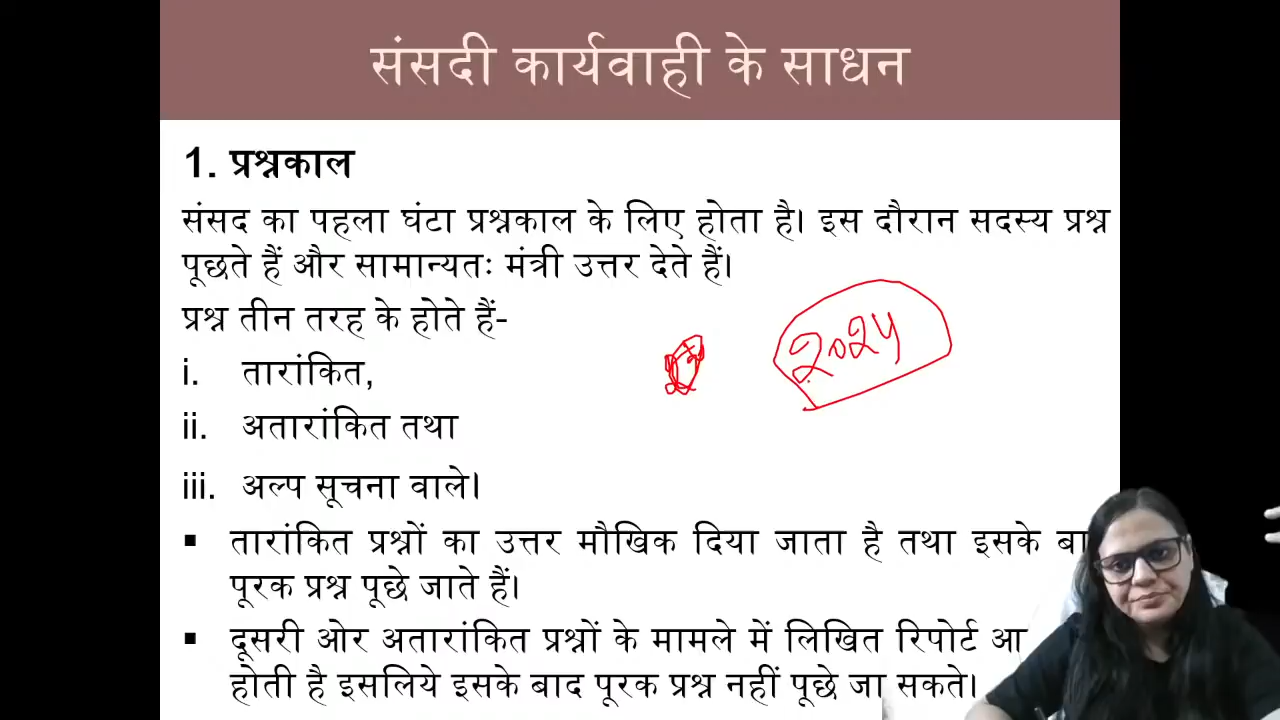 संसदी कार्यवाही के साधन
1. प्रश्नकाल
संसद का पहला घंटा प्रश्नकाल के लिए होता है। इस दौरान सदस्य प्रश्न
पूछते हैं और सामान्यतः मंत्री उत्तर देते हैं।
प्रश्न तीन तरह के होते हैं-
i. तारांकित,
2024
ii. अतारांकित तथा
iii. अल्प सूचना वाले।
▪ तारांकित प्रश्नों का उत्तर मौखिक दिया जाता है तथा इसके
पूरक प्रश्न पूछे जाते हैं।
▪ दूसरी ओर अतारांकित प्रश्नों के मामले में लिखित रिपोर्ट
होती है इसलिये इसके बाद पूरक प्रश्न नहीं पूछे जा सकते।